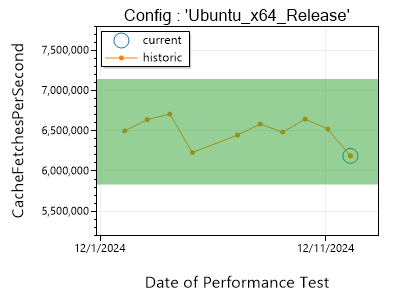 Config : 'Ubuntu_x64_Release'
current
historic
CacheFetchesPerSecond
7,500,000
7,000,000
6,500,000
6,000,000
5,500,000
12/1/2024
12/11/2024
Date of Performance Test